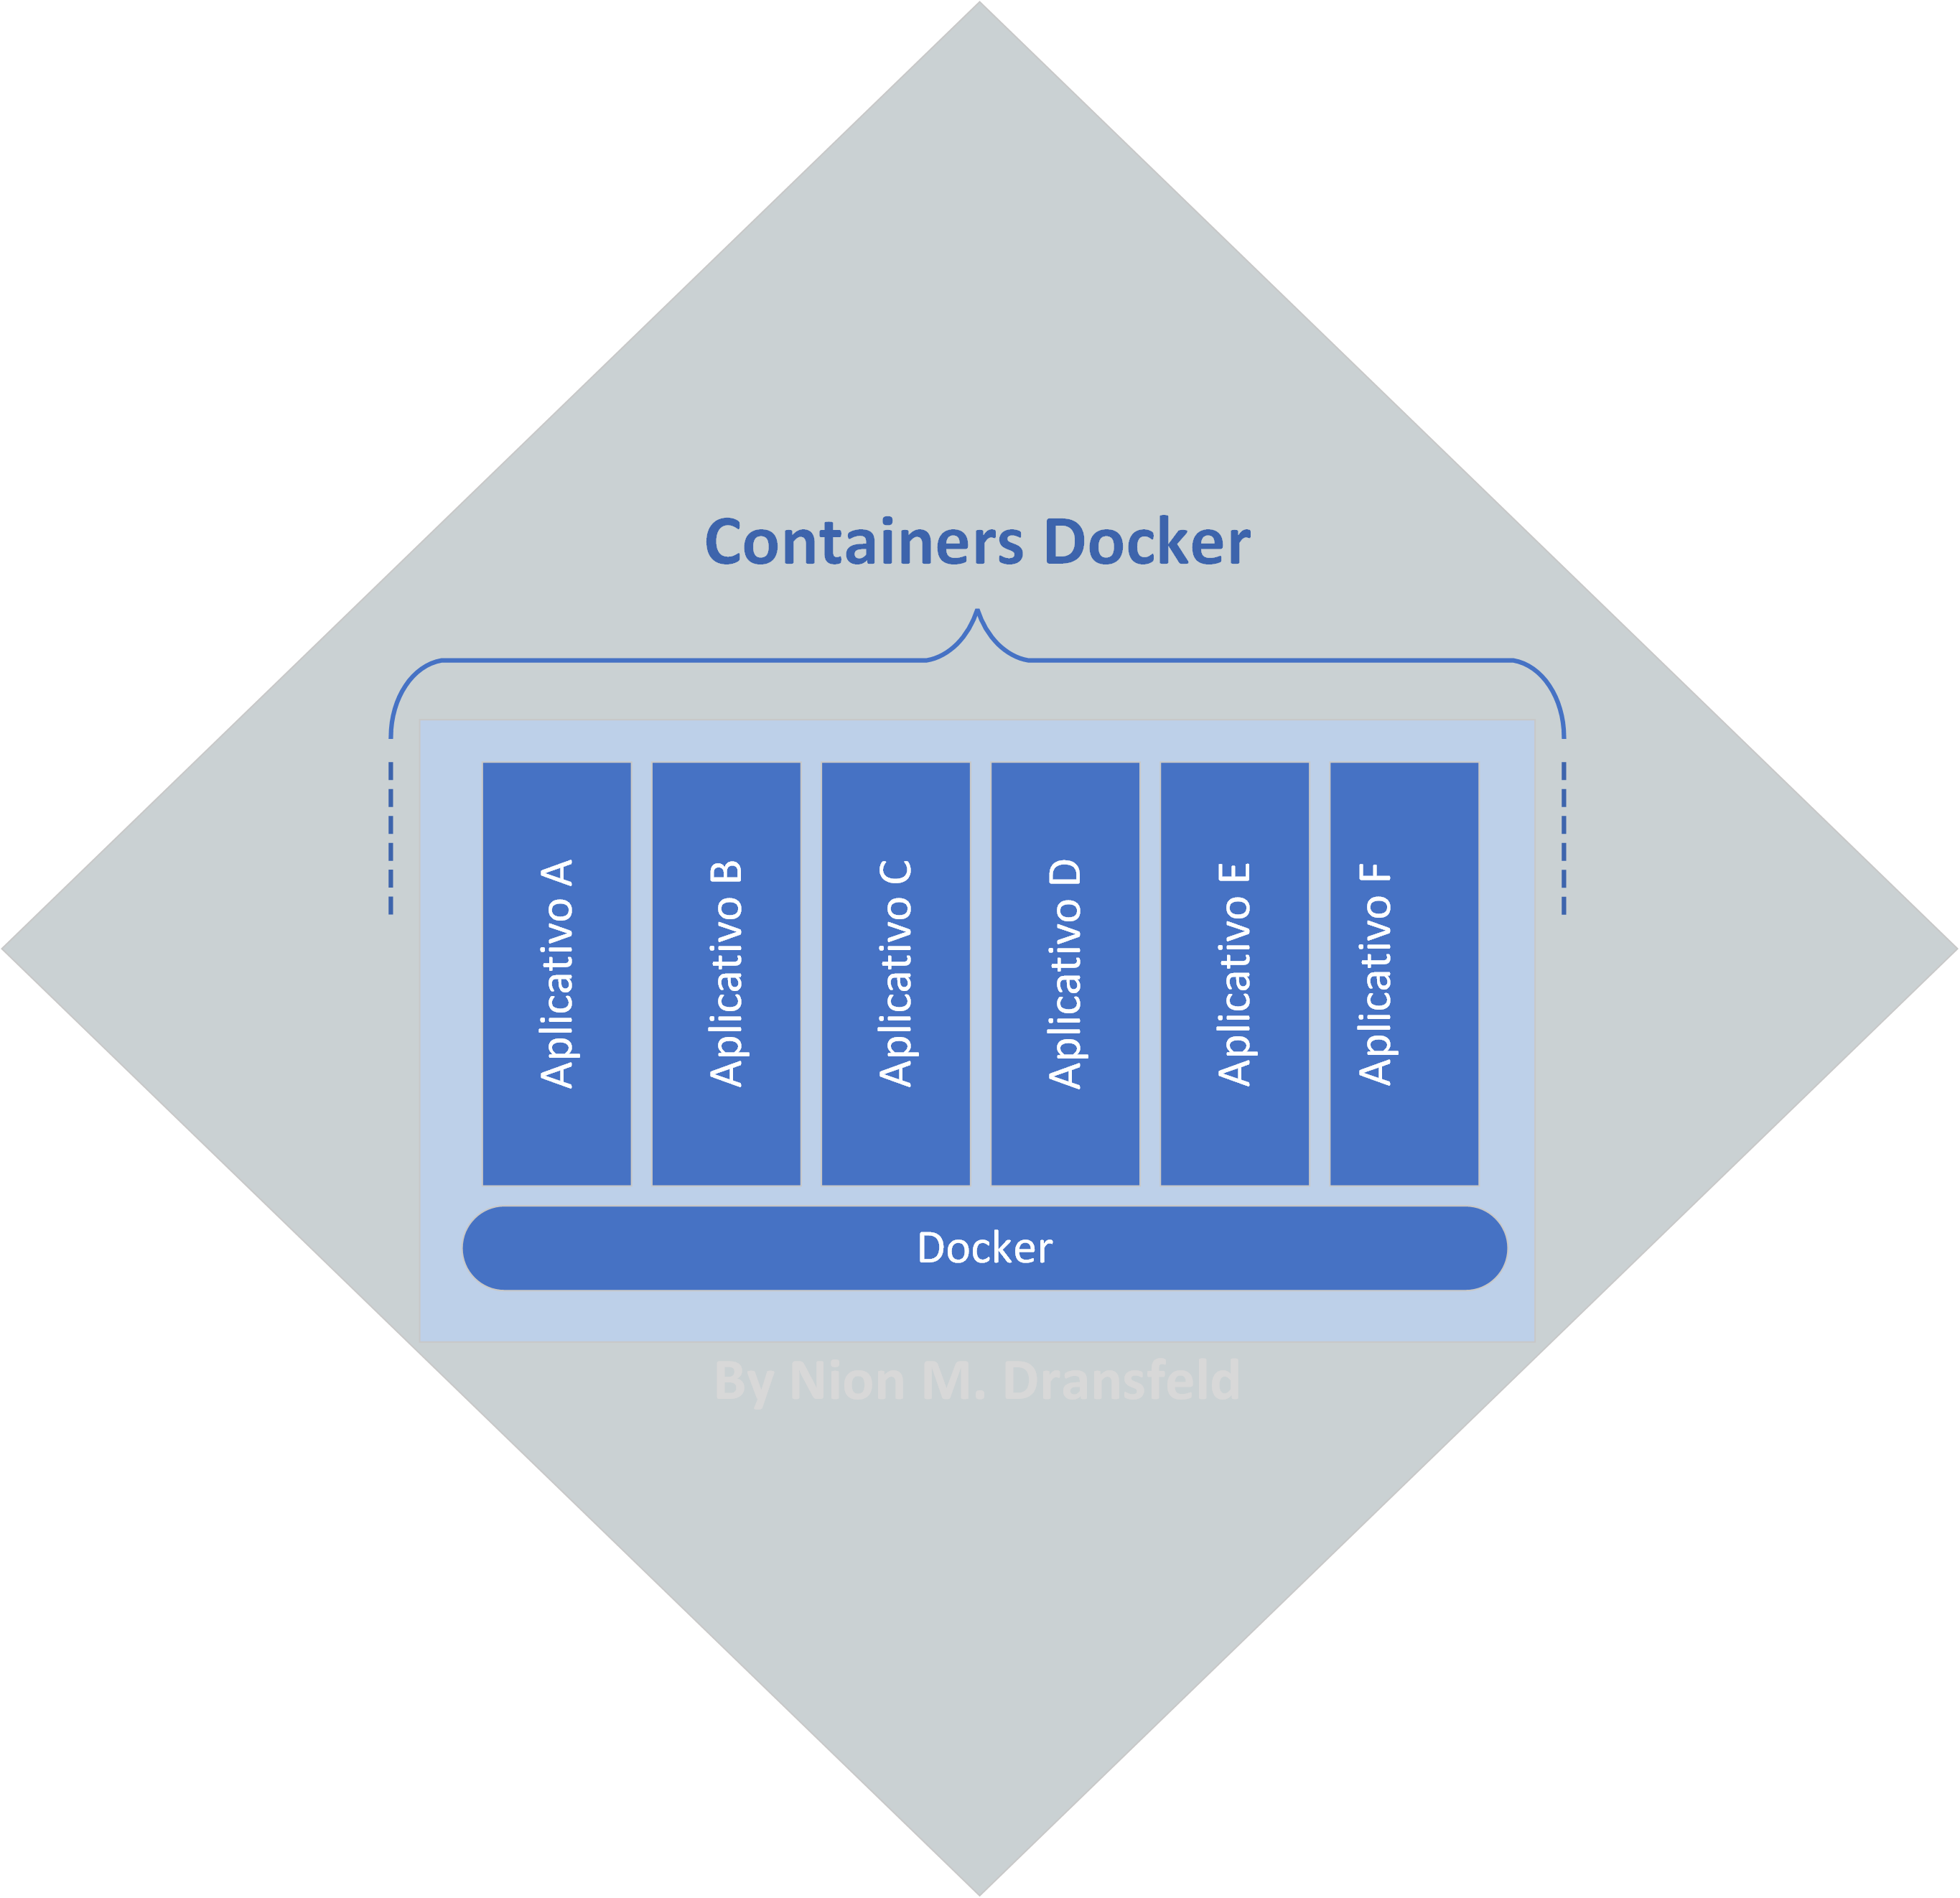 Containers Docker
Aplicativo A
Aplicativo B
Aplicativo C
Aplicativo D
Aplicativo E
Aplicativo F
Docker
By Nion M. Dransfeld